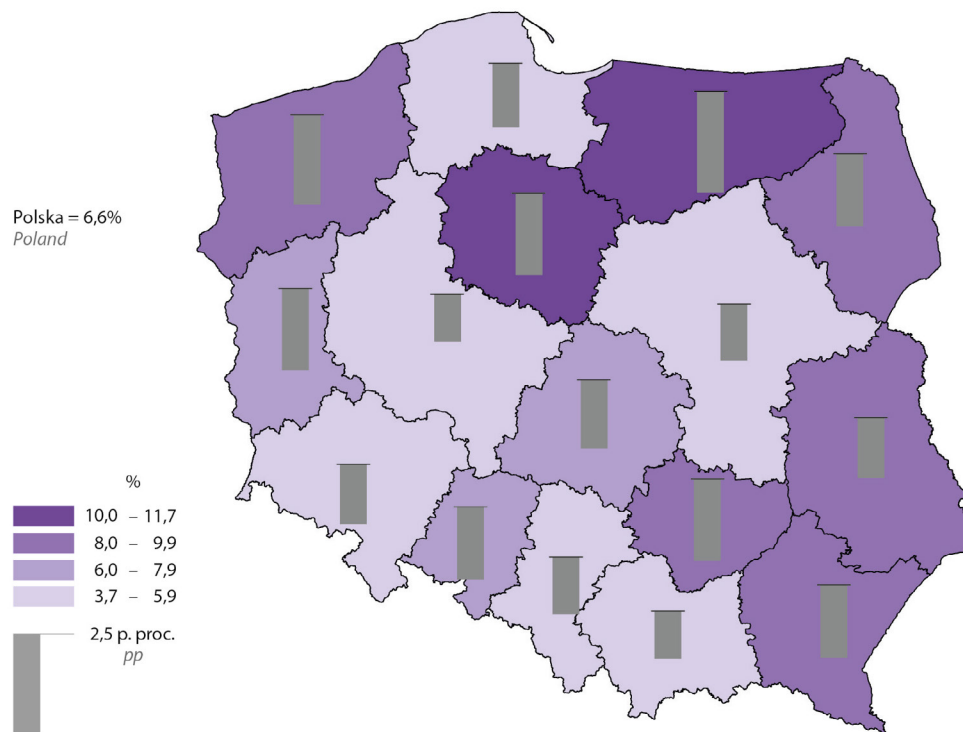 Polska = 6,6%
Poland
%
10,0 – 11,7
8,0 – 9,9
6,0 – 7,9
3,7 – 5,9
2,5 p. proc.
pp